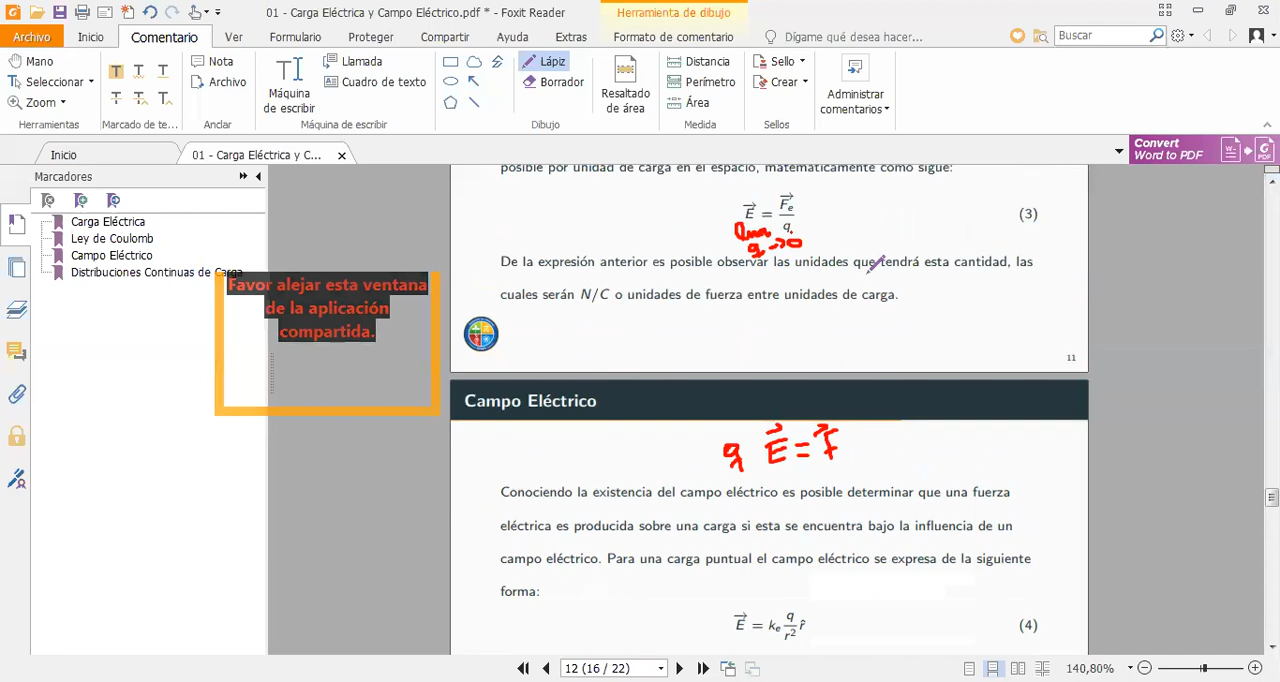 01 - Carga Eléctrica y Campo Eléctrico.pdf * - Foxit Reader
Herramienta de dibujo
Archivo
Inicio
Comentario
Ver
Formulario
Proteger
Compartir
Ayuda
Extras
Formato de comentario
Dígame qué desea hacer...
Buscar
Mano
Seleccionar
Zoom
Herramientas
T T T
T T T
Marcado de te...
Nota
Archivo
Anclar
Máquina
de escribir
Llamada
Cuadro de texto
Máquina de escribir
Lápiz
Borrador
Dibujo
Resaltado
de área
Distancia
Perímetro
Área
Medida
Sello
Crear
Sellos
Administrar
comentarios
Inicio
01 - Carga Eléctrica y C...
Convert
Word to PDF
Marcadores
Carga Eléctrica
Ley de Coulomb
Campo Eléctrico
Distribuciones Continuas de Carga
Favor alejar esta ventana
de la aplicación
compartida.
posible por unidad de carga en el espacio, matemáticamente como sigue:
E⃗ = F⃗e / q (3)
q → 0
De la expresión anterior es posible observar las unidades que tendrá esta cantidad, las
cuales serán N/C o unidades de fuerza entre unidades de carga.
11
Campo Eléctrico
q E⃗ = F⃗
Conociendo la existencia del campo eléctrico es posible determinar que una fuerza
eléctrica es producida sobre una carga si esta se encuentra bajo la influencia de un
campo eléctrico. Para una carga puntual el campo eléctrico se expresa de la siguiente
forma:
E⃗ = ke q/r² r̂ (4)
12 (16 / 22)
140,80%